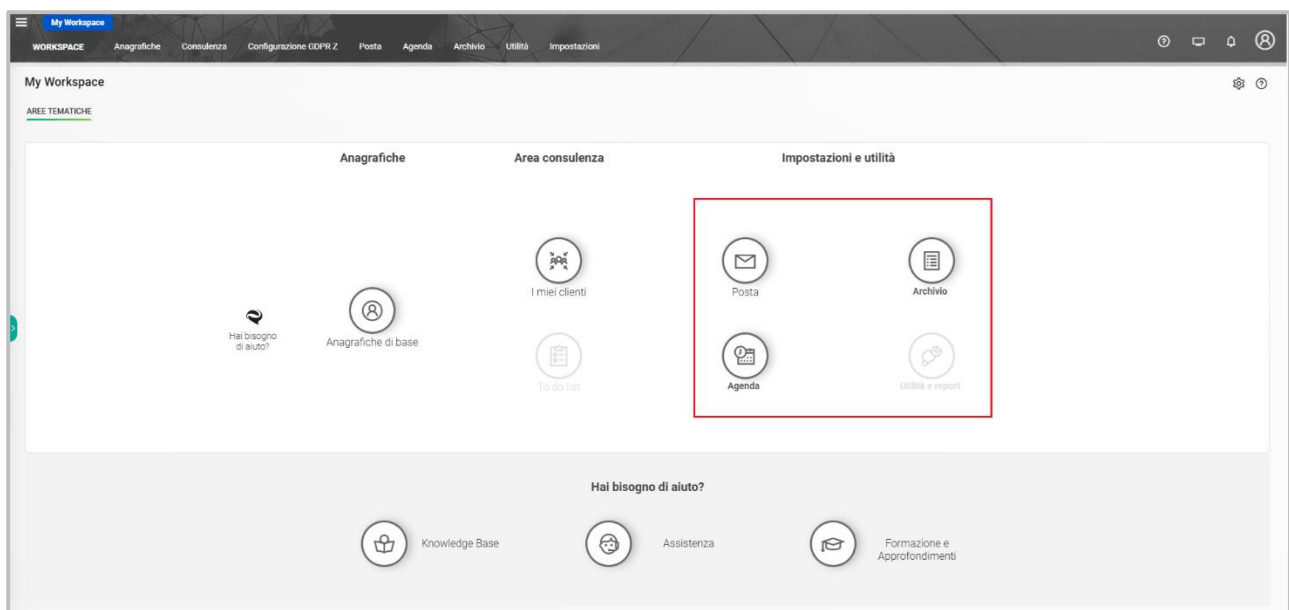 My Workspace
WORKSPACE Anagrafiche Consulenza Configurazione GDPR Z Posta Agenda Archivio Utilità Impostazioni
My Workspace
AREE TEMATICHE
Anagrafiche Area consulenza Impostazioni e utilità
I miei clienti
Posta
Archivio
Hai bisogno
di aiuto?
Anagrafiche di base
To do list
Agenda
Utilità e report
Hai bisogno di aiuto?
Knowledge Base
Assistenza
Formazione e
Approfondimenti